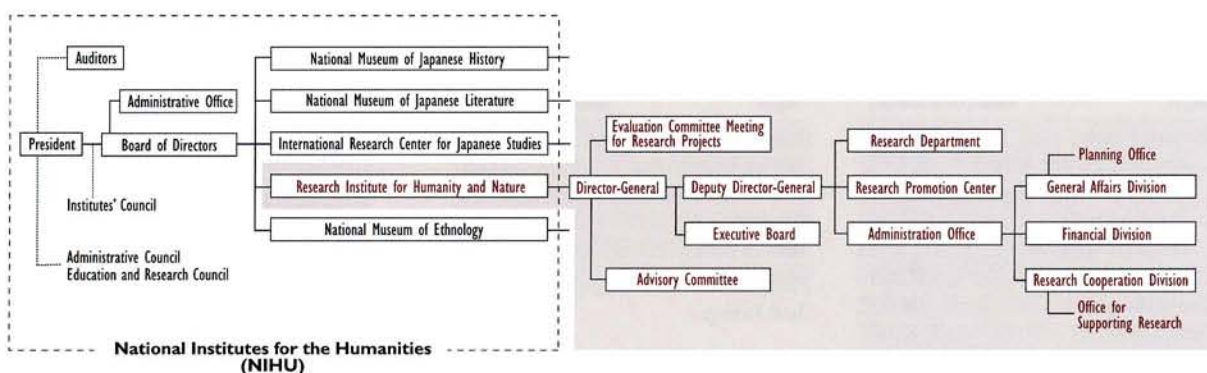 Auditors
Administrative Office
President
Board of Directors
Institutes' Council
Administrative Council
Education and Research Council
National Museum of Japanese History
National Museum of Japanese Literature
International Research Center for Japanese Studies
Research Institute for Humanity and Nature
National Museum of Ethnology
National Institutes for the Humanities
(NIHU)
Evaluation Committee Meeting
for Research Projects
Director-General
Advisory Committee
Deputy Director-General
Executive Board
Research Department
Research Promotion Center
Administration Office
Planning Office
General Affairs Division
Financial Division
Research Cooperation Division
Office for
Supporting Research